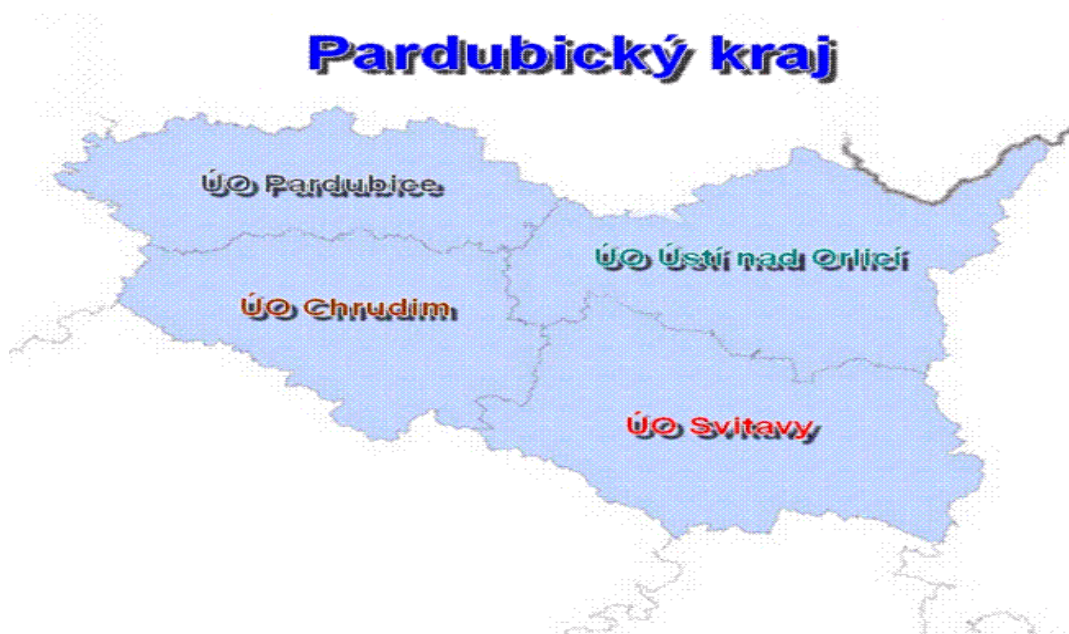 Pardubický kraj
ÚO Pardubice
ÚO Ústí nad Orlicí
ÚO Chrudim
ÚO Svitavy